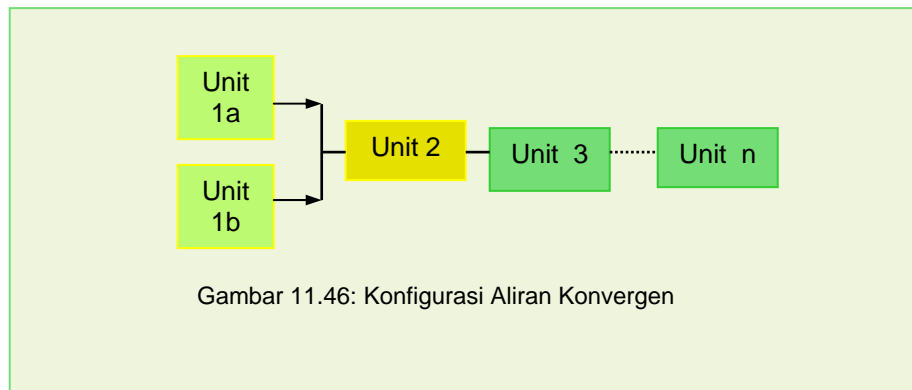 Unit
1a
Unit
1b
Unit 2
Unit 3
Unit n
Gambar 11.46: Konfigurasi Aliran Konvergen